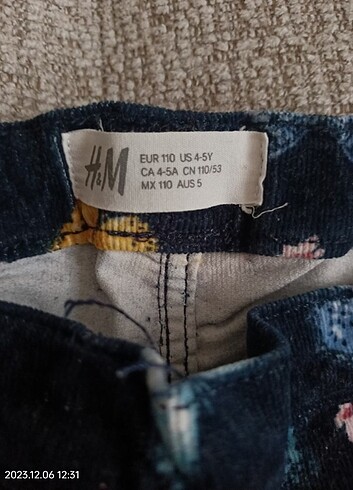 H&M
EUR 110 US 4-5Y
CA 4-5A CN 110/53
MX 110 AUS 5
2023.12.06 12:31